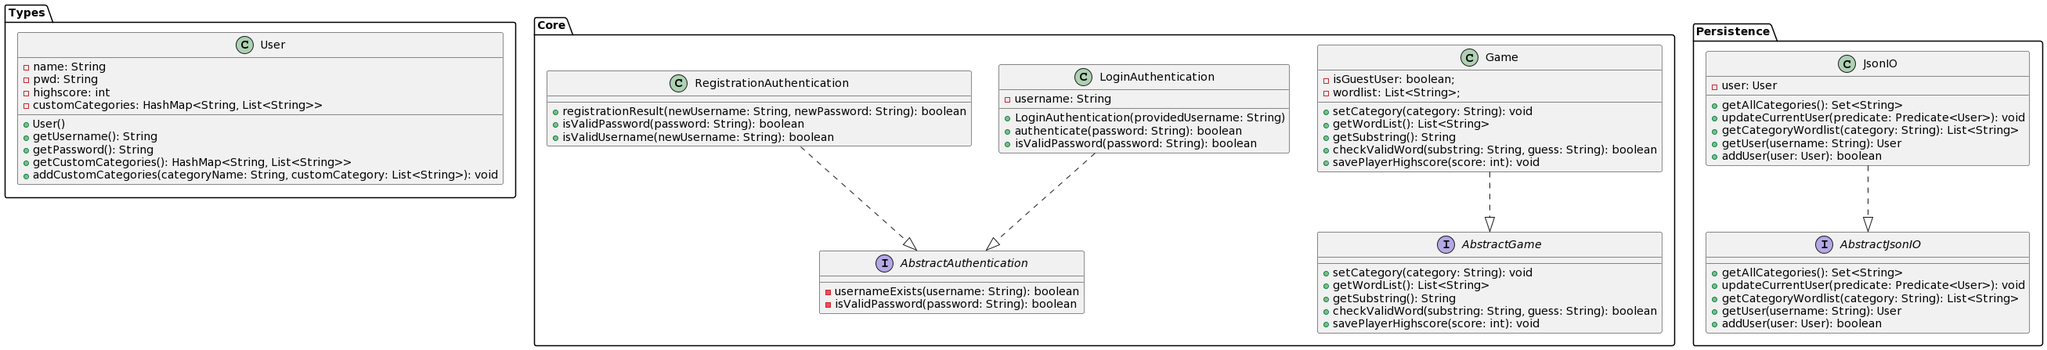 Types
C User
name: String
pwd: String
highscore: int
customCategories: HashMap<String, List<String>>
User()
getUsername(): String
getPassword(): String
getCustomCategories(): HashMap<String, List<String>>
addCustomCategories(categoryName: String, customCategory: List<String>): void
Core
C RegistrationAuthentication
registrationResult(newUsername: String, newPassword: String): boolean
isValidPassword(password: String): boolean
isValidUsername(newUsername: String): boolean
C LoginAuthentication
username: String
LoginAuthentication(providedUsername: String)
authenticate(password: String): boolean
isValidPassword(password: String): boolean
C Game
isGuestUser: boolean;
wordlist: List<String>;
setCategory(category: String): void
getWordList(): List<String>
getSubstring(): String
checkValidWord(substring: String, guess: String): boolean
savePlayerHighscore(score: int): void
I AbstractAuthentication
usernameExists(username: String): boolean
isValidPassword(password: String): boolean
I AbstractGame
setCategory(category: String): void
getWordList(): List<String>
getSubstring(): String
checkValidWord(substring: String, guess: String): boolean
savePlayerHighscore(score: int): void
Persistence
C JsonIO
user: User
getAllCategories(): Set<String>
updateCurrentUser(predicate: Predicate<User>): void
getCategoryWordlist(category: String): List<String>
getUser(username: String): User
addUser(user: User): boolean
I AbstractJsonIO
getAllCategories(): Set<String>
updateCurrentUser(predicate: Predicate<User>): void
getCategoryWordlist(category: String): List<String>
getUser(username: String): User
addUser(user: User): boolean